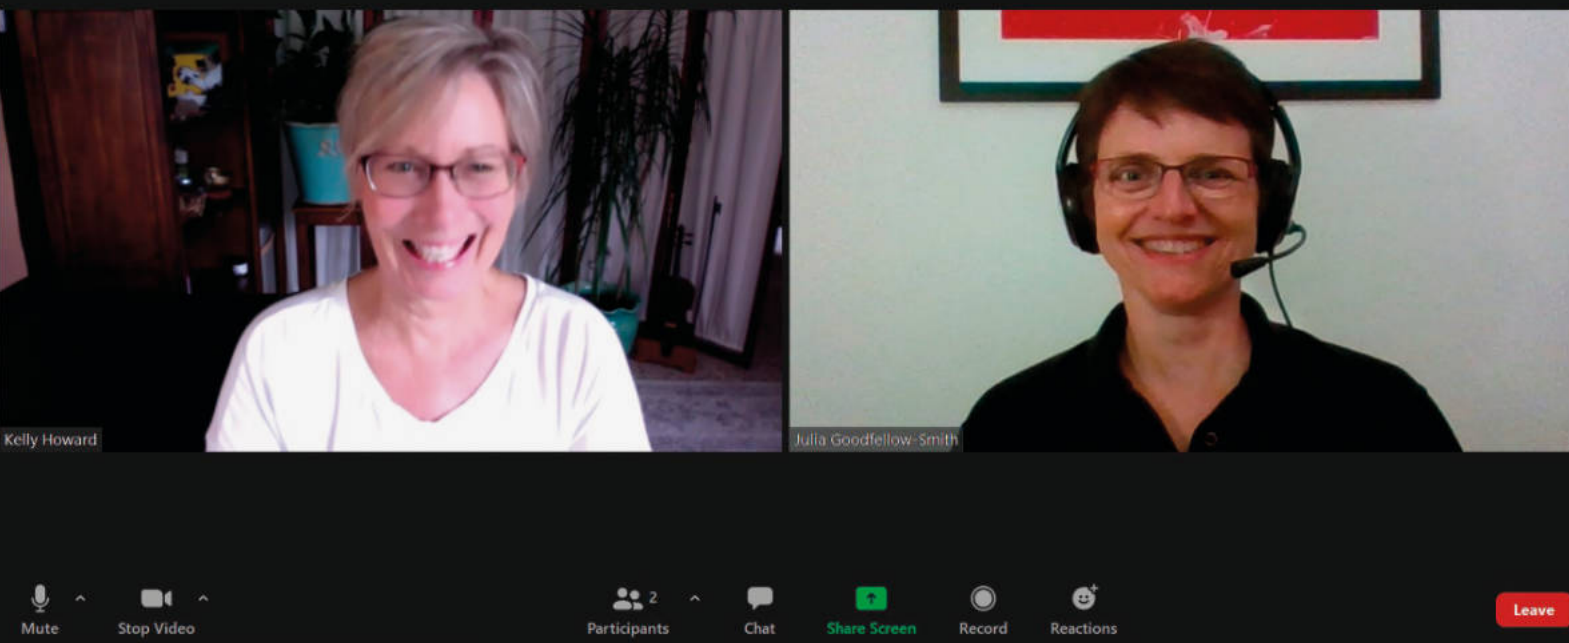 Kelly Howard
Julia Goodfellow-Smith
2
Mute
Stop Video
Participants
Chat
Share Screen
Record
Reactions
Leave